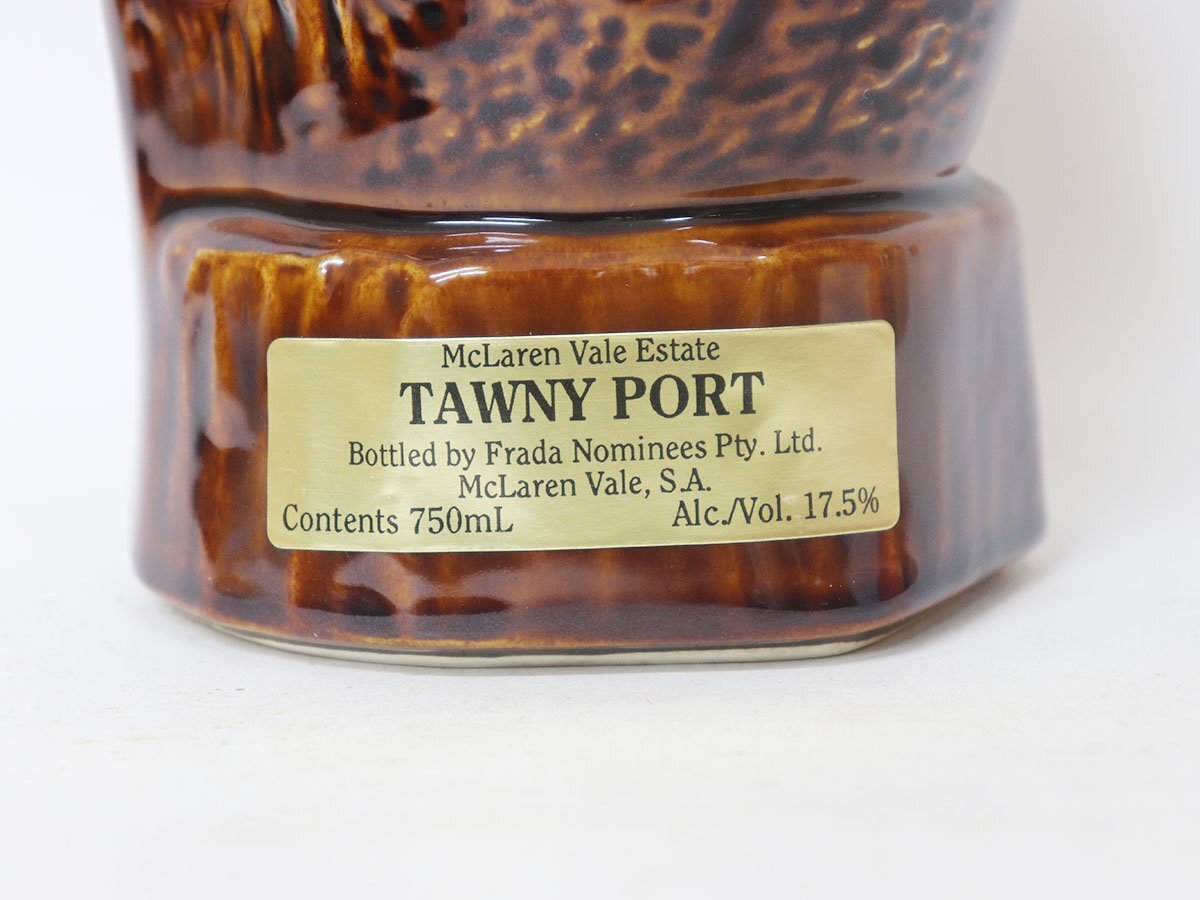 McLaren Vale Estate
TAWNY PORT
Bottled by Frada Nominees Pty. Ltd.
McLaren Vale, S.A.
Contents 750mL Alc./Vol. 17.5%